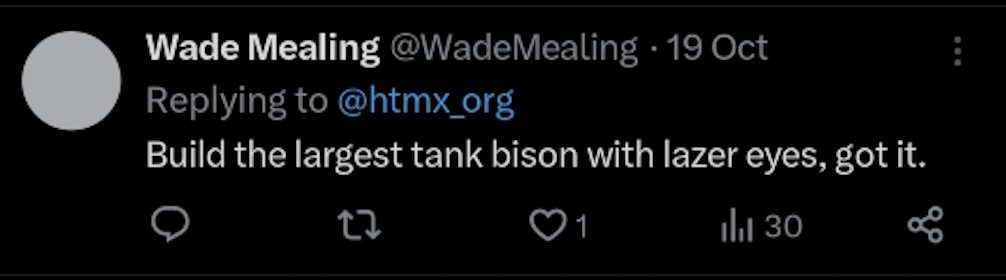 Wade Mealing @WadeMealing · 19 Oct
Replying to @htmx_org
Build the largest tank bison with lazer eyes, got it.
1 30